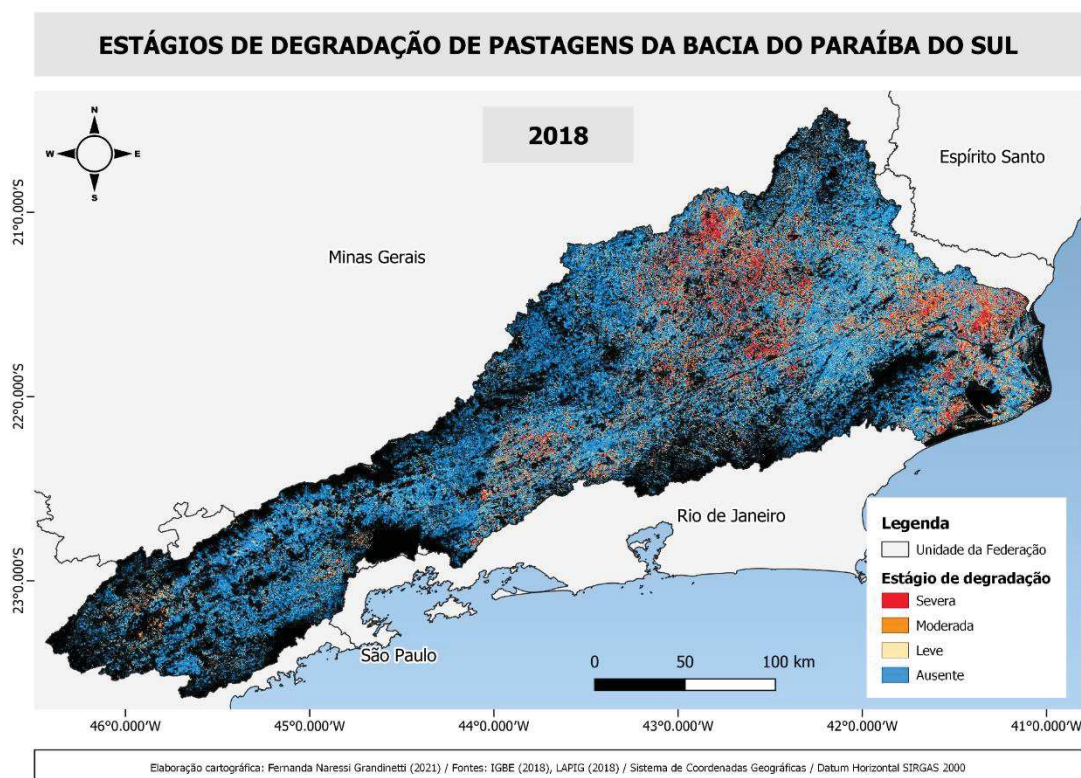 ESTÁGIOS DE DEGRADAÇÃO DE PASTAGENS DA BACIA DO PARAÍBA DO SUL
2018
N
W E
S
Espírito Santo
Minas Gerais
Rio de Janeiro
São Paulo
21°0.000'S
22°0.000'S
23°0.000'S
0 50 100 km
Legenda
Unidade da Federação
Estágio de degradação
Severa
Moderada
Leve
Ausente
46°0.000'W 45°0.000'W 44°0.000'W 43°0.000'W 42°0.000'W 41°0.000'W
Elaboração cartográfica: Fernanda Naressi Grandinetti (2021) / Fontes: IGBE (2018), LAPIG (2018) / Sistema de Coordenadas Geográficas / Datum Horizontal SIRGAS 2000